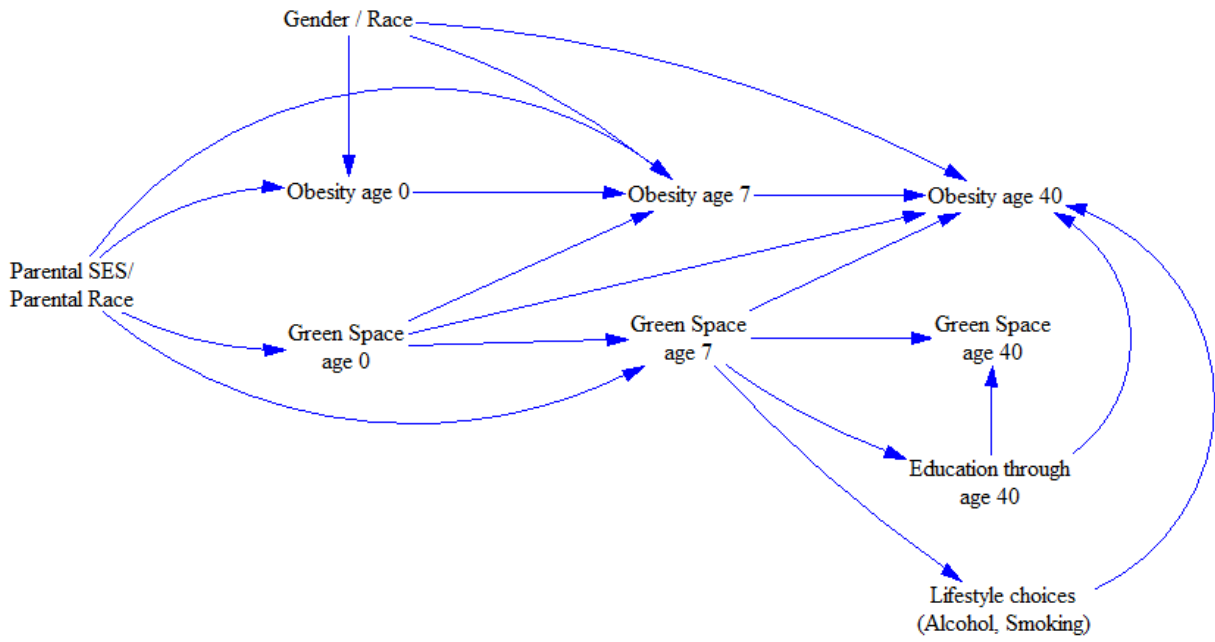 Gender / Race
Obesity age 0
Obesity age 7
Obesity age 40
Parental SES/
Parental Race
Green Space
age 0
Green Space
age 7
Green Space
age 40
Education through
age 40
Lifestyle choices
(Alcohol, Smoking)